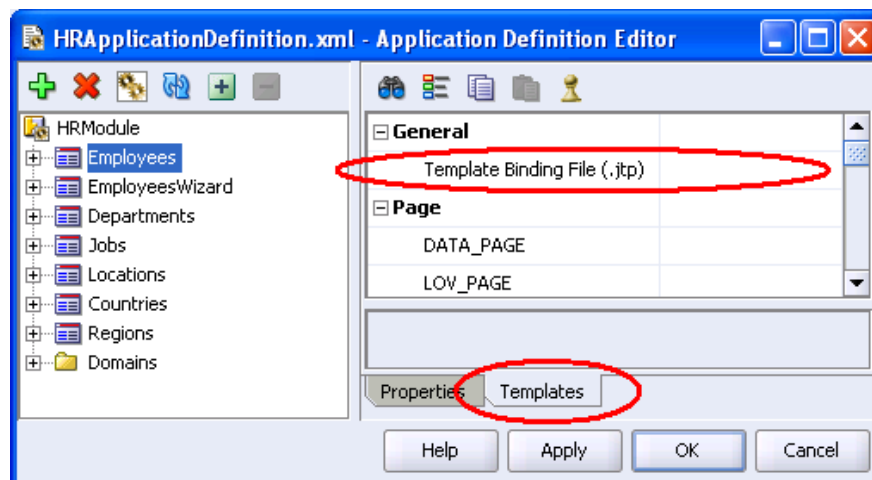 HRApplicationDefinition.xml - Application Definition Editor
HRModule
Employees
EmployeesWizard
Departments
Jobs
Locations
Countries
Regions
Domains
General
Template Binding File (.jtp)
Page
DATA_PAGE
LOV_PAGE
Properties
Templates
Help
Apply
OK
Cancel